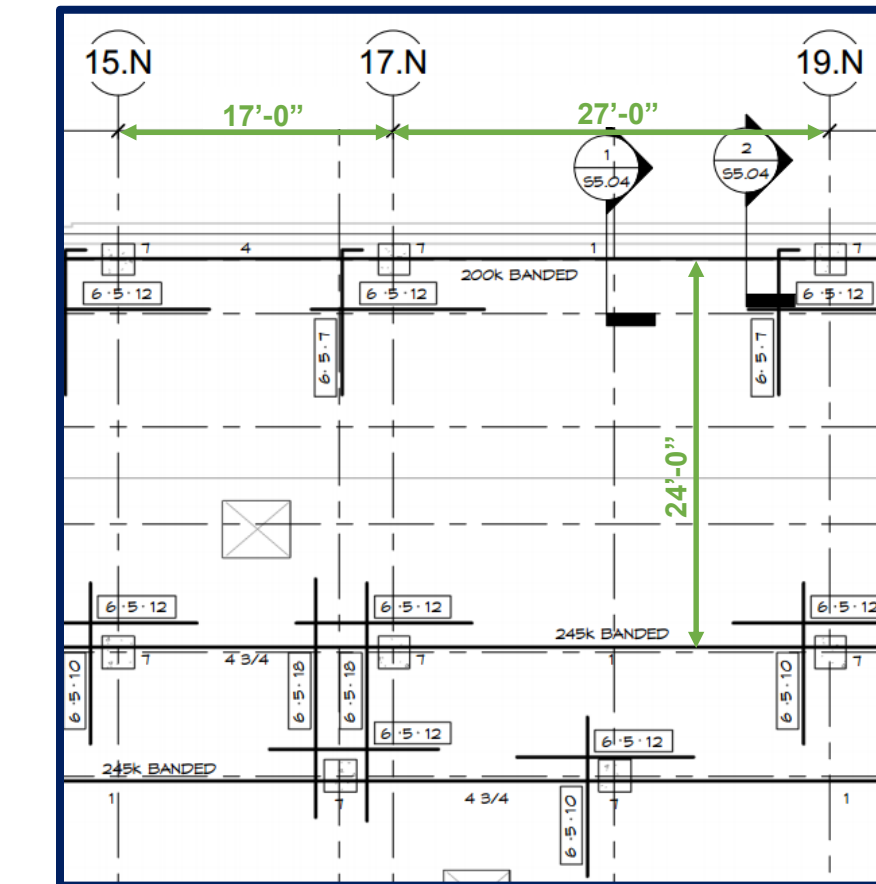 15.N 17.N 19.N
17’-0” 27’-0”
1 2
S5.04 S5.04
7 4 7 1 7
200K BANDED
6·5·12 6·5·12 6·5·12
6·5·7 6·5·7
24’-0”
6·5·12 6·5·12 6·5·12
245K BANDED
7 4 3/4 7 1 7
6·5·10 6·5·18 6·5·18 6·5·10
6·5·12 6·5·12
245K BANDED
1 7 4 3/4 7 1
6·5·10